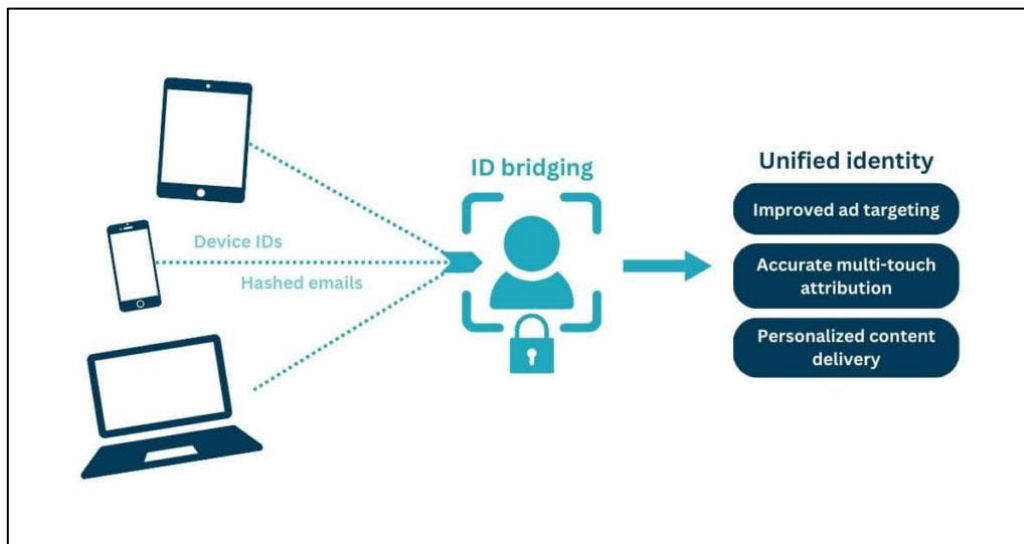 Device IDs
Hashed emails
ID bridging
Unified identity
Improved ad targeting
Accurate multi-touch
attribution
Personalized content
delivery